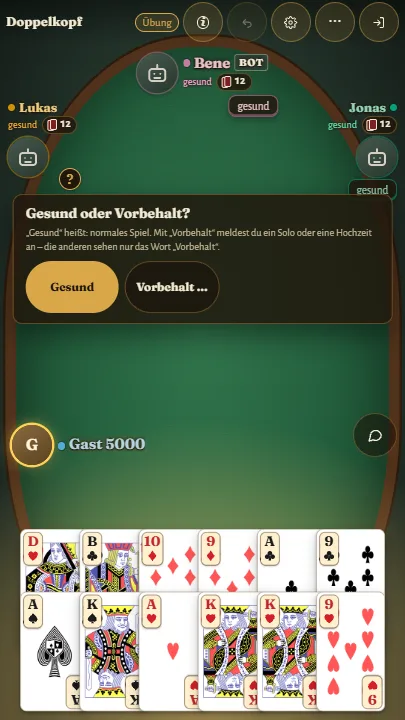 Doppelkopf Übung
Bene BOT
gesund 12
gesund
Lukas
gesund 12
Jonas
gesund 12
gesund
?
Gesund oder Vorbehalt?
„Gesund“ heißt: normales Spiel. Mit „Vorbehalt“ meldest du ein Solo oder eine Hochzeit
an – die anderen sehen nur das Wort „Vorbehalt“.
Gesund Vorbehalt ...
G Gast 5000
D B 10 9 A 9
A K A K K 9
A K A K K 9